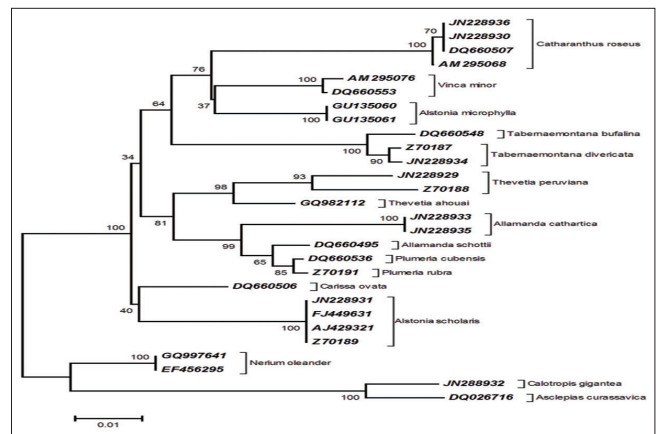 70
JN228936
JN228930
DQ660507
AM295068
100
Catharanthus roseus
76
100
AM295076
DQ660553
Vinca minor
37
100
GU135060
GU135061
Alstonia microphylla
64
DQ660548
Tabernaemontana bufalina
100
90
Z70187
JN228934
Tabernaemontana divericata
34
93
JN228929
Z70188
Thevetia peruviana
98
GQ982112
Thevetia ahouai
81
100
JN228933
JN228935
Allamanda cathartica
99
DQ660495
Allamanda schottii
65
DQ660536
Plumeria cubensis
85
Z70191
Plumeria rubra
100
DQ660506
Carissa ovata
40
JN228931
FJ449631
AJ429321
Z70189
100
Alstonia scholaris
100
GQ997641
EF456295
Nerium oleander
JN288932
Calotropis gigantea
100
DQ026716
Asclepias curassavica
0.01